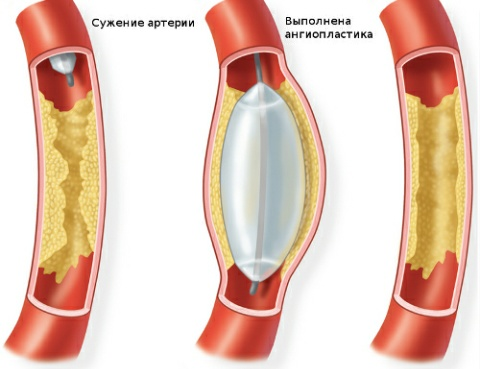 Сужение артерии
Выполнена
ангиопластика